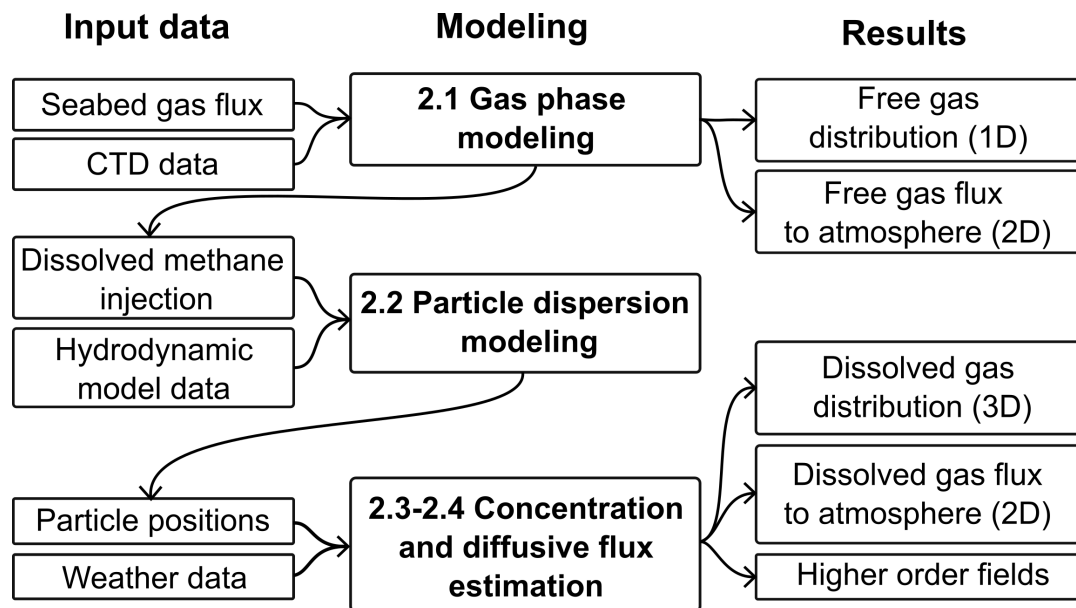 Input data
Modeling
Results
Seabed gas flux
CTD data
2.1 Gas phase
modeling
Free gas
distribution (1D)
Free gas flux
to atmosphere (2D)
Dissolved methane
injection
Hydrodynamic
model data
2.2 Particle dispersion
modeling
Dissolved gas
distribution (3D)
Dissolved gas flux
to atmosphere (2D)
Higher order fields
Particle positions
Weather data
2.3-2.4 Concentration
and diffusive flux
estimation